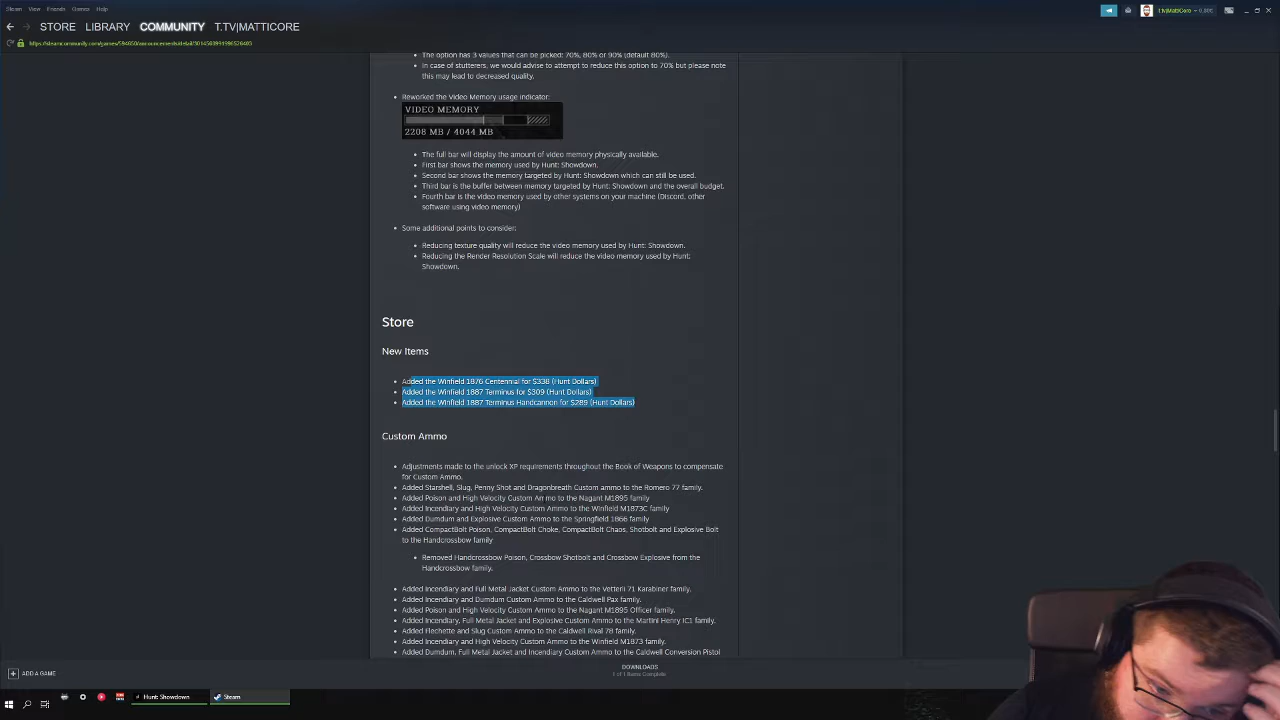 Steam View Friends Games Help
t.tv|MattiCore
STORE LIBRARY COMMUNITY T.TV|MATTICORE
The option has 3 values that can be picked: 70%, 80% or 90% (default 80%).
In case of stutterers, we would advise to attempt to reduce this option to 70% but please note
this may lead to decreased quality.
Reworked the Video Memory usage indicator:
VIDEO MEMORY
2208 MB / 4044 MB
The full bar will display the amount of video memory physically available.
First bar shows the memory used by Hunt: Showdown.
Second bar shows the memory targeted by Hunt: Showdown which can still be used.
Third bar is the buffer between memory targeted by Hunt: Showdown and the overall budget.
Fourth bar is the video memory used by other systems on your machine (Discord, other
software using video memory)
Some additional points to consider:
Reducing texture quality will reduce the video memory used by Hunt: Showdown.
Reducing the Render Resolution Scale will reduce the video memory used by Hunt:
Showdown.
Store
New Items
Added the Winfield 1876 Centennial for $338 (Hunt Dollars)
Added the Winfield 1887 Terminus for $309 (Hunt Dollars)
Added the Winfield 1887 Terminus Handcannon for $289 (Hunt Dollars)
Custom Ammo
Adjustments made to the unlock XP requirements throughout the Book of Weapons to compensate
for Custom Ammo.
Added Starshell, Slug, Penny Shot and Dragonbreath Custom ammo to the Romero 77 family.
Added Poison and High Velocity Custom Ammo to the Nagant M1895 family
Added Incendiary and High Velocity Custom Ammo to the Winfield M1873C family
Added Dumdum and Explosive Custom Ammo to the Springfield 1866 family
Added CompactBolt Poison, CompactBolt Choke, CompactBolt Chaos, Shotbolt and Explosive Bolt
to the Handcrossbow family
Removed Handcrossbow Poison, Crossbow Shotbolt and Crossbow Explosive from the
Handcrossbow family.
Added Incendiary and Full Metal Jacket Custom Ammo to the Vetterli 71 Karabiner family.
Added Incendiary and Dumdum Custom Ammo to the Caldwell Pax family.
Added Poison and High Velocity Custom Ammo to the Nagant M1895 Officer family.
Added Incendiary, Full Metal Jacket and Explosive Custom Ammo to the Martini Henry IC1 family.
Added Flechette and Slug Custom Ammo to the Caldwell Rival 78 family.
Added Incendiary and High Velocity Custom Ammo to the Winfield M1873 family.
Added Dumdum, Full Metal Jacket and Incendiary Custom Ammo to the Caldwell Conversion Pistol
ADD A GAME
DOWNLOADS
1 of 1 Items Complete
Hunt: Showdown
Steam